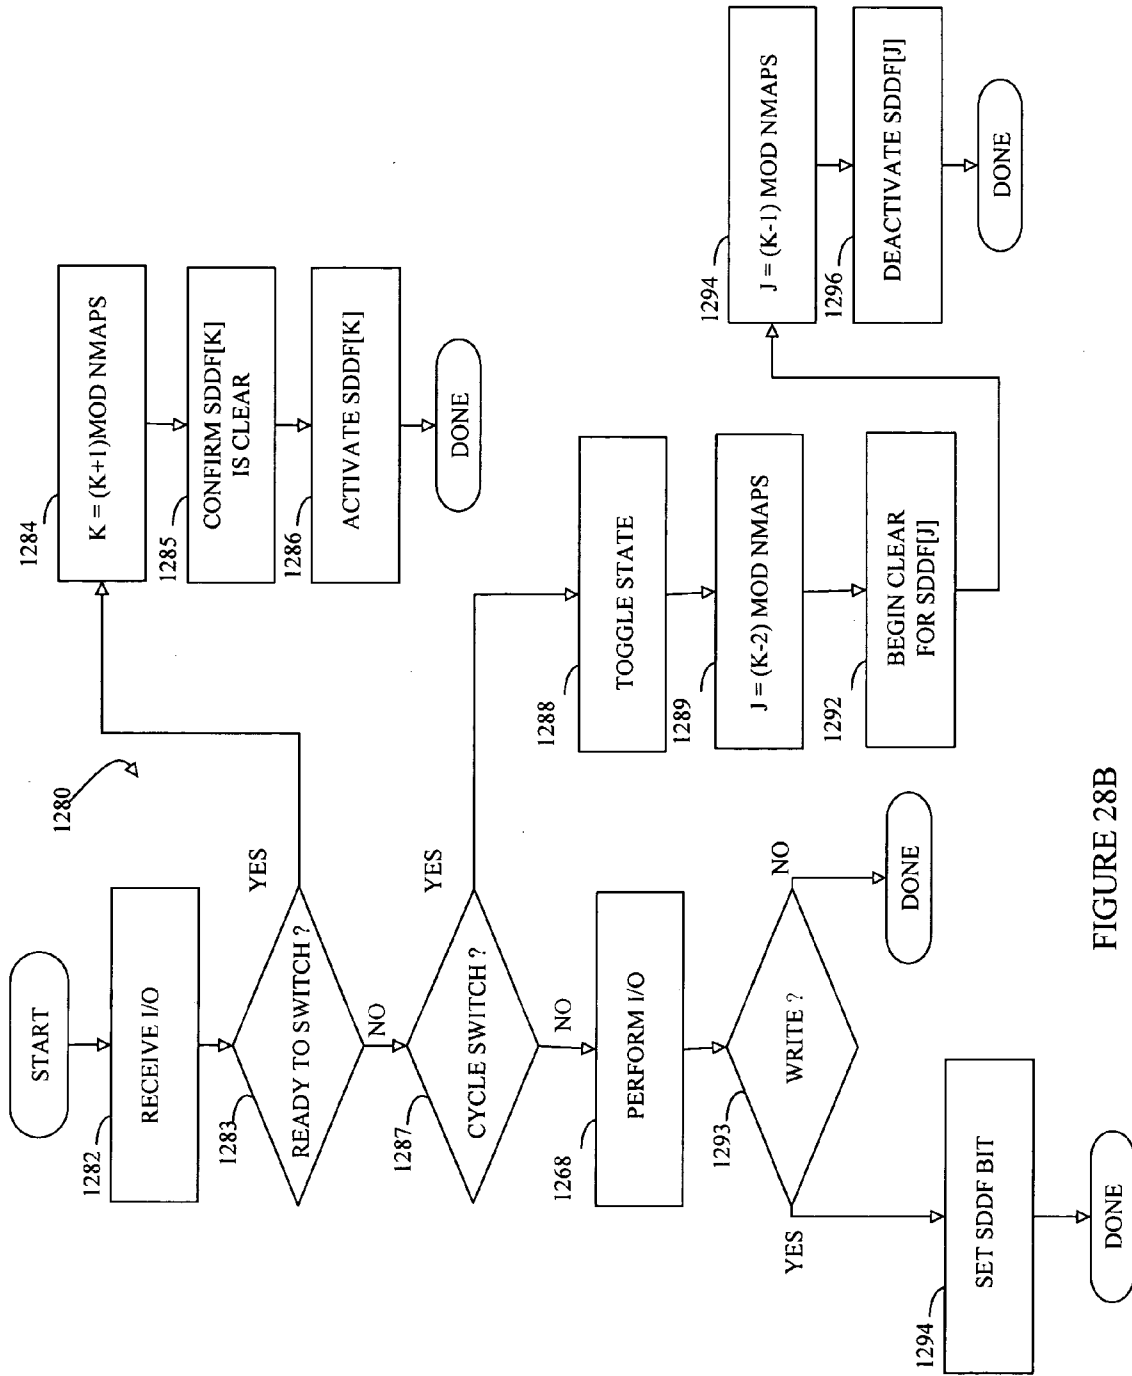 1280
START
1282
RECEIVE I/O
1283
READY TO SWITCH ?
YES
NO
1284
K = (K+1)MOD NMAPS
1285
CONFIRM SDDF[K]
IS CLEAR
1286
ACTIVATE SDDF[K]
DONE
1287
CYCLE SWITCH ?
YES
NO
1288
TOGGLE STATE
1289
J = (K-2) MOD NMAPS
1292
BEGIN CLEAR
FOR SDDF[J]
1294
J = (K-1) MOD NMAPS
1296
DEACTIVATE SDDF[J]
DONE
1268
PERFORM I/O
1293
WRITE ?
NO
DONE
YES
1294
SET SDDF BIT
DONE
FIGURE 28B